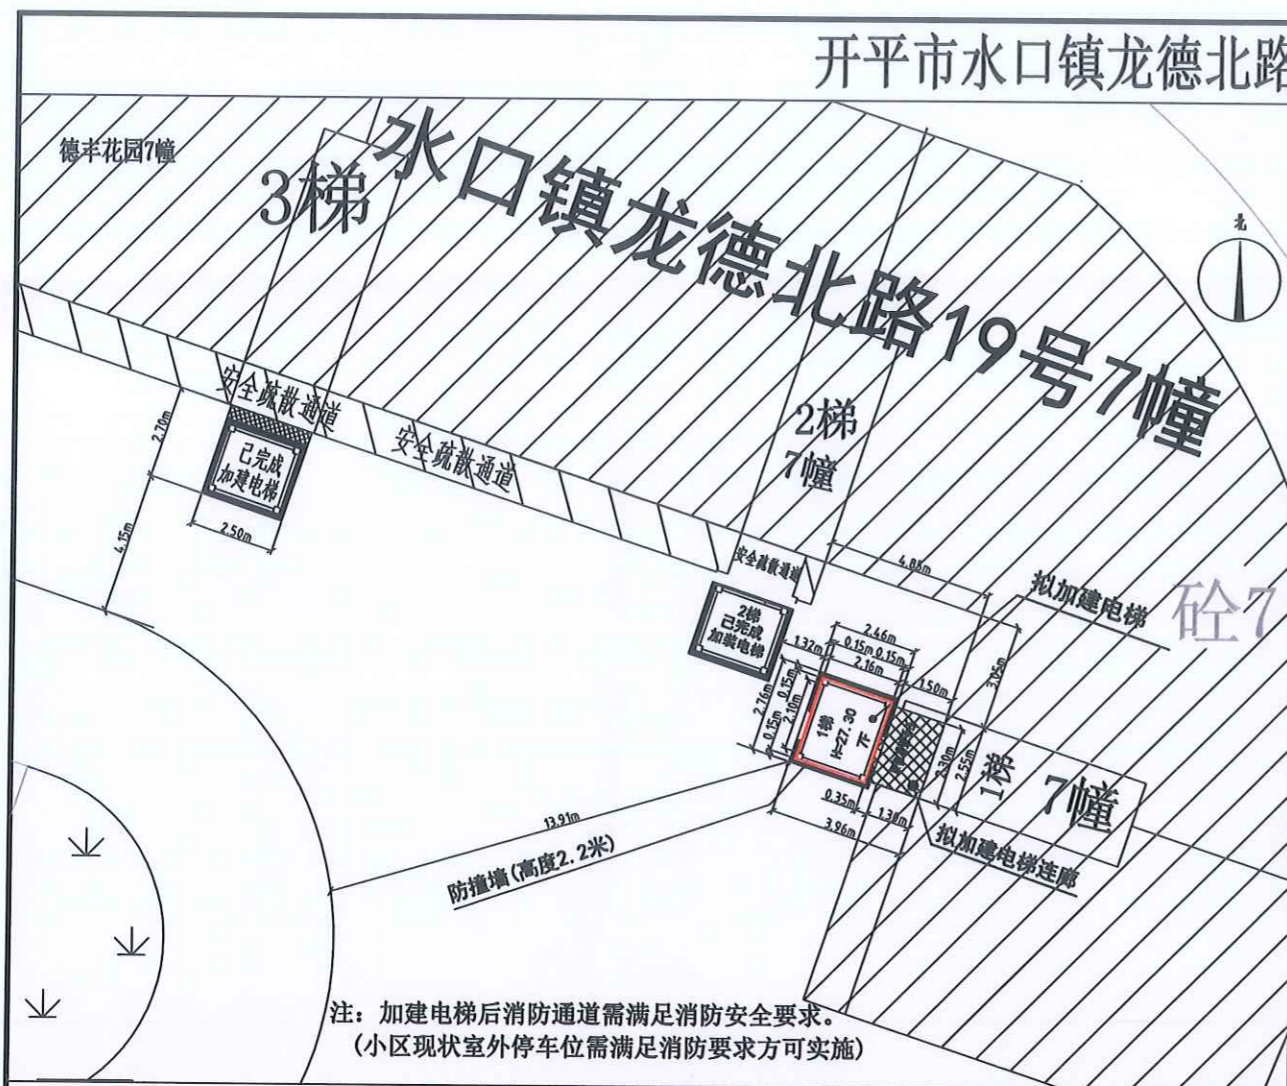 开平市水口镇龙德北路
德丰花园7幢
3梯
水口镇龙德北路19号7幢
北
安全疏散通道
安全疏散通道
2梯
7幢
2.70m
已完成
加建电梯
4.15m
2.50m
安全疏散通道
4.85m
拟加建电梯
砼7
2梯
已完成
加装电梯
1.32m
2.46m
0.15m 0.15m
2.16m
1.50m
3.05m
2.76m
0.15m
0.15m
2.10m
1梯
H=27.30
7F
2.30m
2.55m
1梯
7幢
0.35m
1.38m
3.96m
拟加建电梯连廊
13.91m
防撞墙(高度2.2米)
注：加建电梯后消防通道需满足消防安全要求。
(小区现状室外停车位需满足消防要求方可实施)